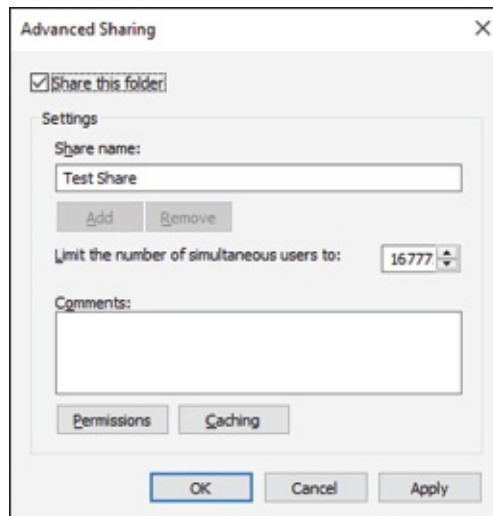 Advanced Sharing
Share this folder
Settings
Share name:
Test Share
Add Remove
Limit the number of simultaneous users to: 16777
Comments:
Permissions Caching
OK Cancel Apply